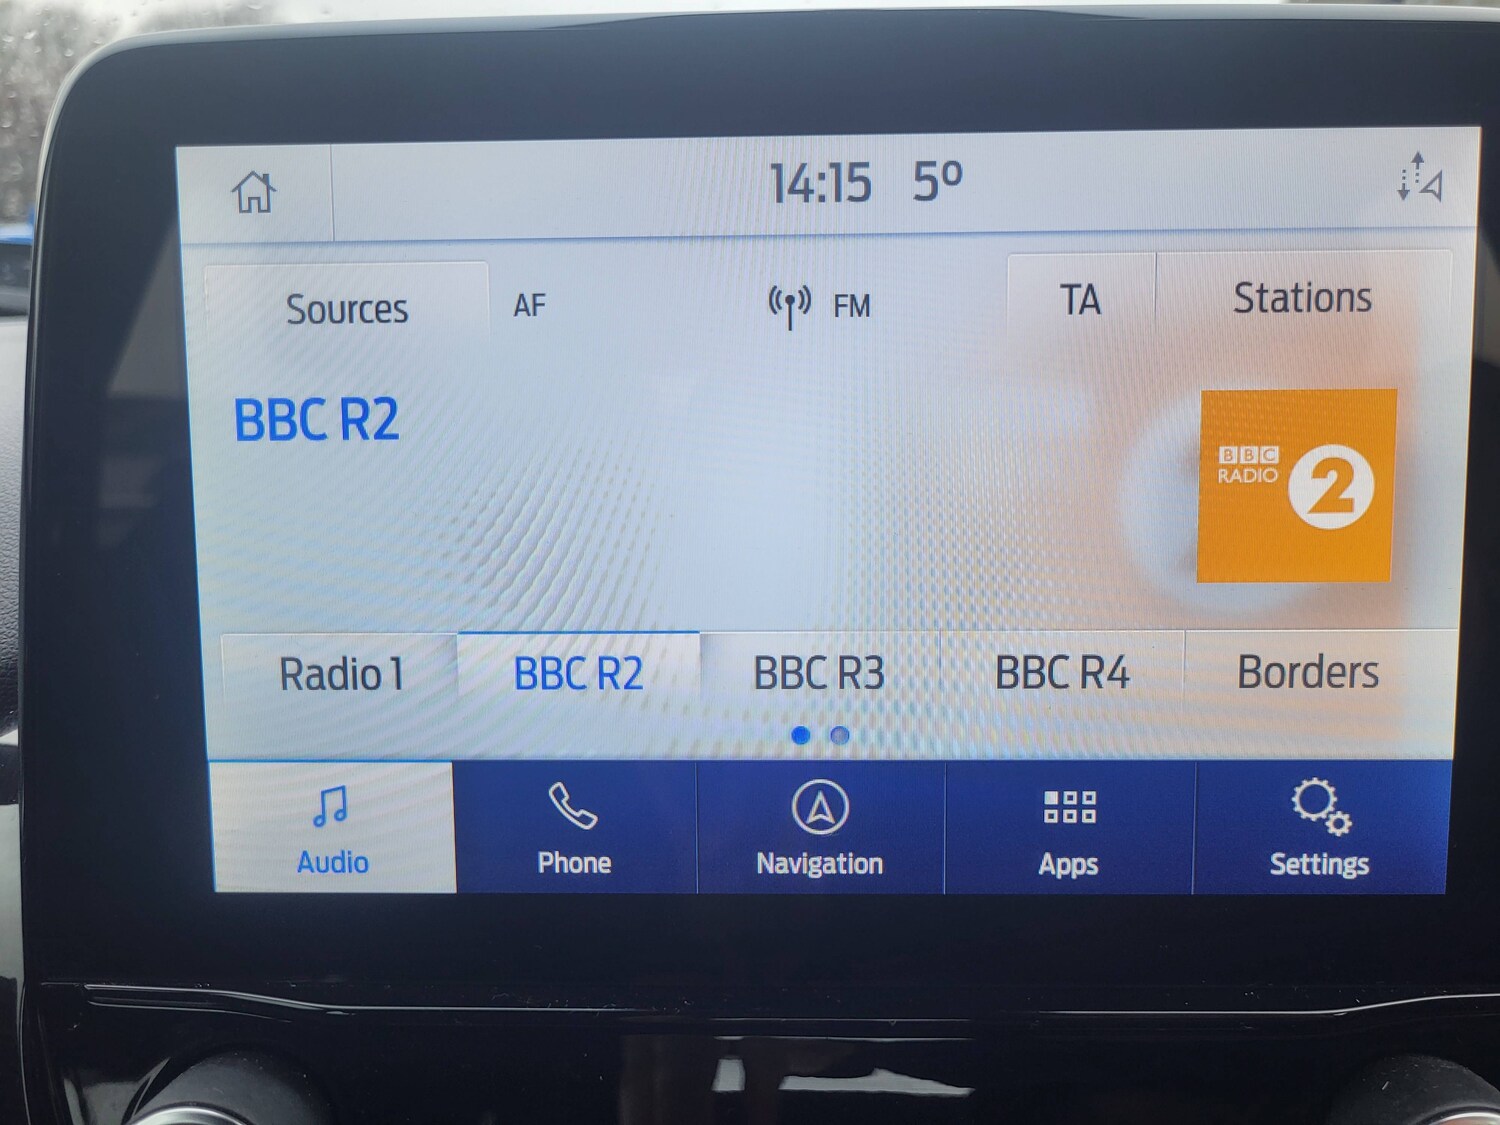 14:15 5º
Sources AF FM TA Stations
BBC R2
BBC
RADIO 2
Radio 1 BBC R2 BBC R3 BBC R4 Borders
Audio Phone Navigation Apps Settings